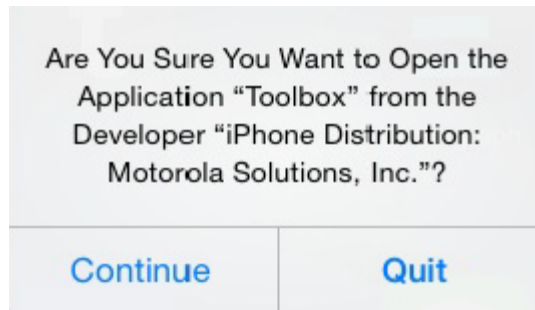 Are You Sure You Want to Open the
Application “Toolbox” from the
Developer “iPhone Distribution:
Motorola Solutions, Inc.”?
Continue
Quit